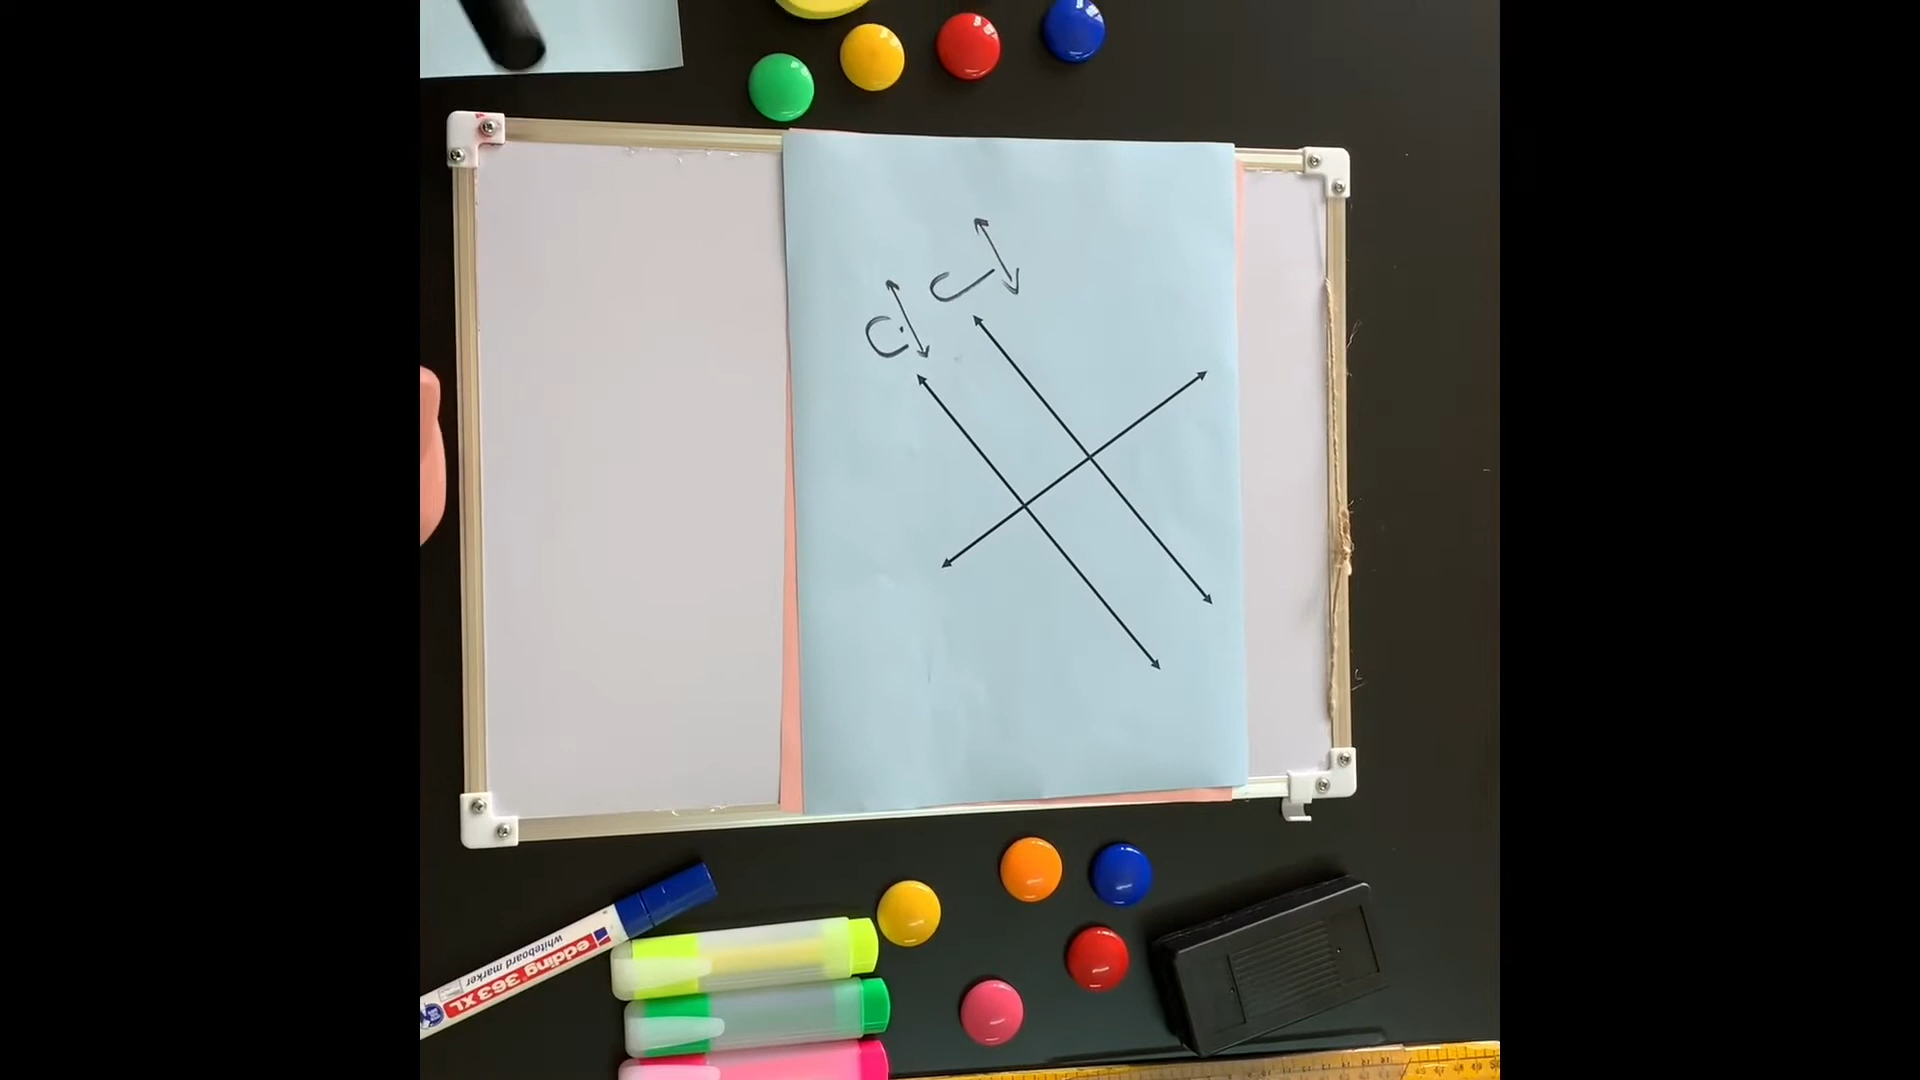 ل
ن
edding 363 XL
whiteboard marker